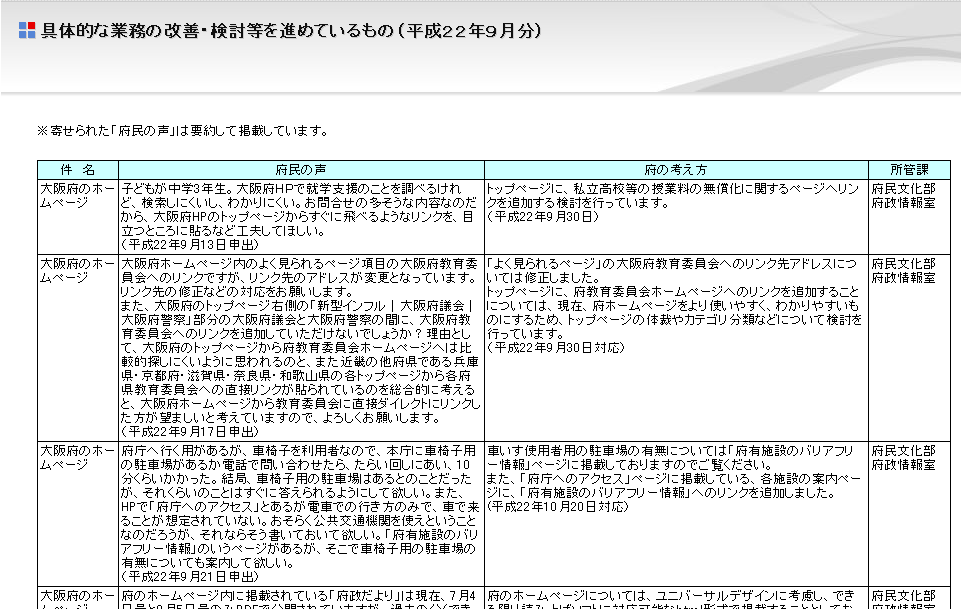 具体的な業務の改善・検討等を進めているもの（平成２２年９月分）
※寄せられた「府民の声」は要約して掲載しています。
件　名
府民の声
府の考え方
所管課
大阪府のホー
ムページ
子どもが中学3年生。大阪府HPで就学支援のことを調べるけれ
ど、検索しにくいし、わかりにくい。お問合せの多そうな内容なのだ
から、大阪府HPのトップページからすぐに飛べるようなリンクを、目
立つところに貼るなど工夫してほしい。
（平成22年9月13日申出）
トップページに、私立高校等の授業料の無償化に関するページへリン
クを追加する検討を行っています。
（平成22年9月30日）
府民文化部
府政情報室
大阪府のホー
ムページ
大阪府ホームページ内のよく見られるページ項目の大阪府教育委
員会へのリンクですが、リンク先のアドレスが変更となっています。
リンク先の修正などの対応をお願いします。
また、大阪府のトップページ右側の「新型インフル｜大阪府議会｜
大阪府警察」部分の大阪府議会と大阪府警察の間に、大阪府教
育委員会へのリンクを追加していただけないでしょうか？理由とし
て、大阪府のトップページから府教育委員会ホームページへは比
較的探しにくいように思われるのと、また近畿の他府県である兵庫
県・京都府・滋賀県・奈良県・和歌山県の各トップページから各府
県教育委員会への直接リンクが貼られているのを総合的に考える
と、大阪府ホームページから教育委員会に直接ダイレクトにリンクし
た方が望ましいと考えていますので、よろしくお願いします。
（平成22年9月17日申出）
「よく見られるページ」の大阪府教育委員会へのリンク先アドレスにつ
いては修正しました。
トップページに、府教育委員会ホームページへのリンクを追加すること
については、現在、府ホームページをより使いやすく、わかりやすいも
のにするため、トップページの体裁やカテゴリ分類などについて検討を
行っています。
（平成22年9月30日対応）
府民文化部
府政情報室
大阪府のホー
ムページ
府庁へ行く用があるが、車椅子を利用者なので、本庁に車椅子用
の駐車場があるか電話で問い合わせたら、たらい回しにあい、10
分くらいかかった。結局、車椅子用の駐車場はあるとのことだった
が、それくらいのことはすぐに答えられるようにして欲しい。また、
HPで「府庁へのアクセス」とあるが電車での行き方のみで、車で来
ることが想定されていない。おそらく公共交通機関を使えということ
なのだろうが、それならそう書いておいて欲しい。「府有施設のバリ
アフリー情報」のいうページがあるが、そこで車椅子用の駐車場の
有無についても案内して欲しい。
（平成22年9月21日申出）
車いす使用者用の駐車場の有無については「府有施設のバリアフリ
ー情報」ページに掲載しておりますのでご覧ください。
また、「府庁へのアクセス」ページに掲載している、各施設の案内ペー
ジに、「府有施設のバリアフリー情報」へのリンクを追加しました。
(平成22年10月20日対応）
府民文化部
府政情報室
大阪府のホー
府のホームページ内に掲載されている「府政だより」は現在、7月4
府のホームページについては、ユニバーサルデザインに考慮し、でき
府民文化部